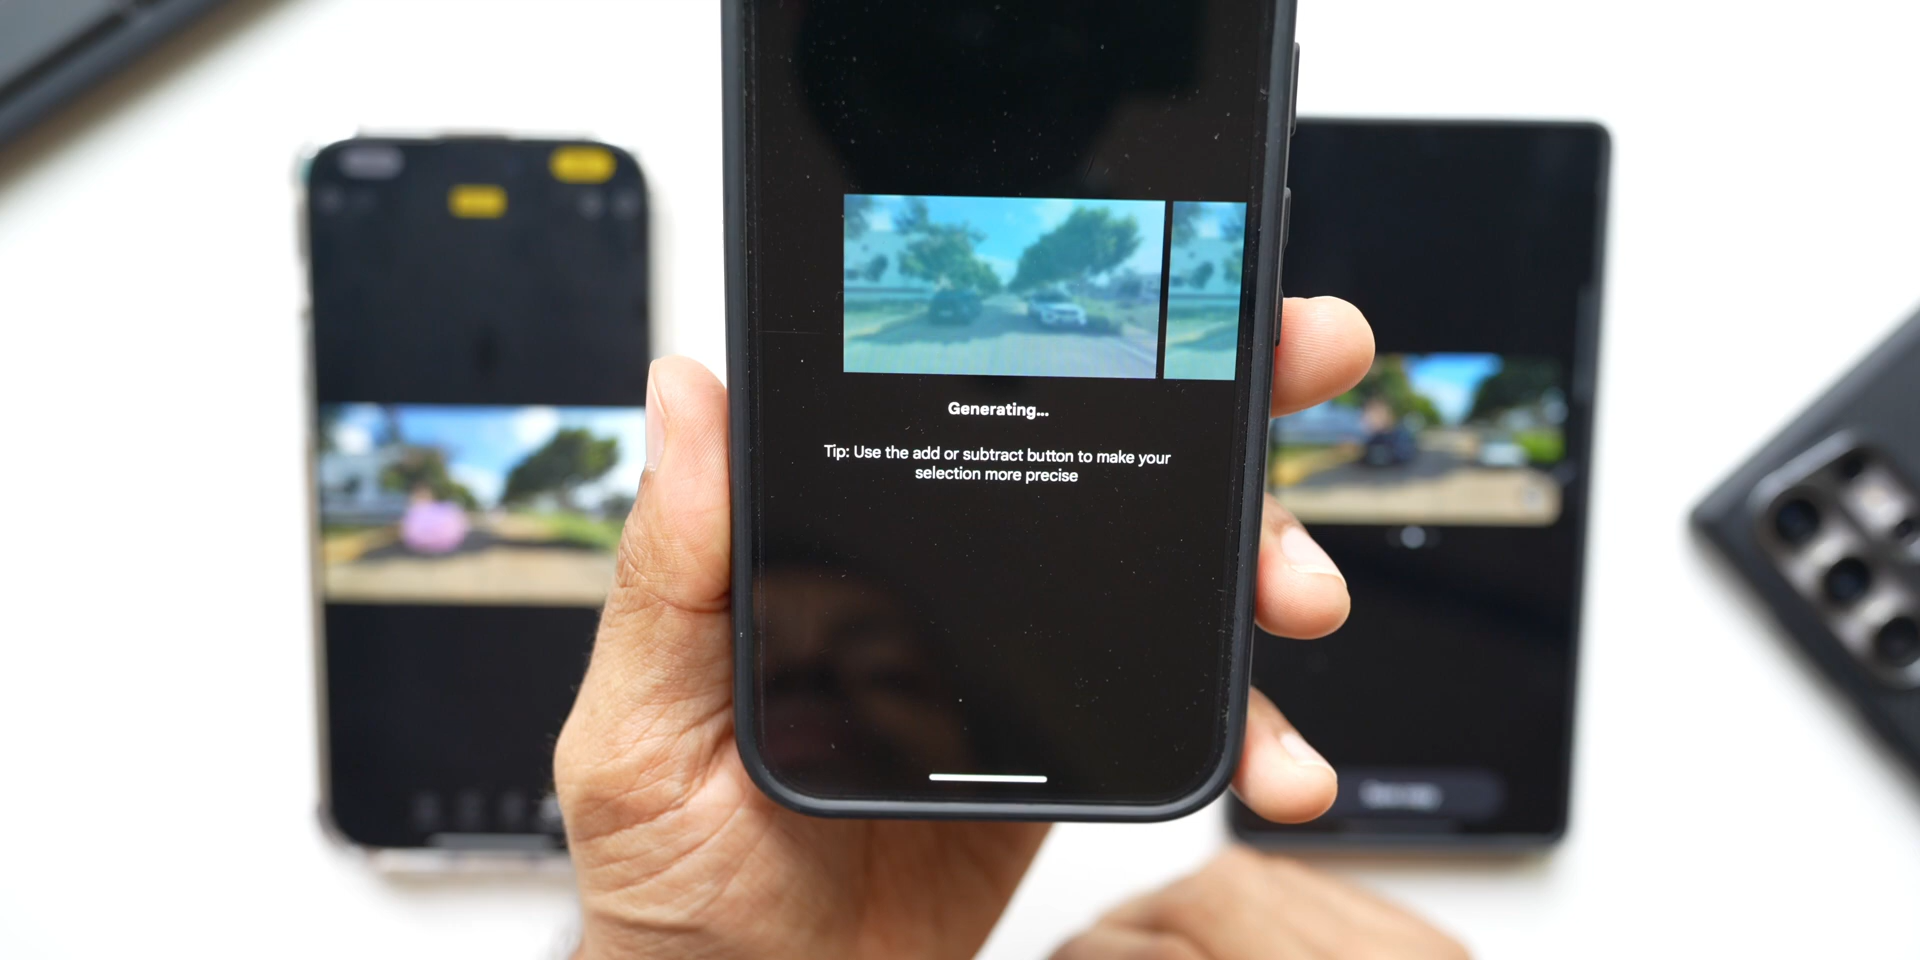 Generating...
Tip: Use the add or subtract button to make your
selection more precise